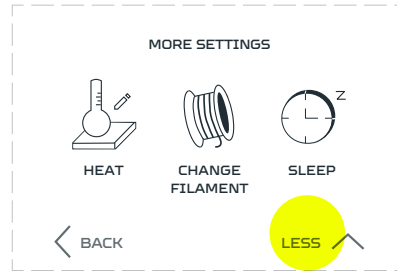 MORE SETTINGS
Z
HEAT
CHANGE
FILAMENT
SLEEP
BACK
LESS